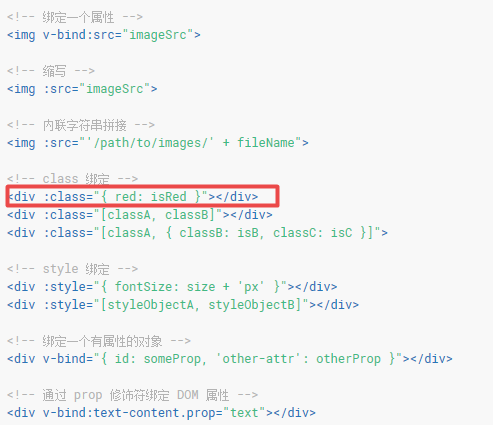 <!-- 绑定一个属性 -->
<img v-bind:src="imageSrc">
<!-- 缩写 -->
<img :src="imageSrc">
<!-- 内联字符串拼接 -->
<img :src="'/path/to/images/' + fileName">
<!-- class 绑定 -->
<div :class="{ red: isRed }"></div>
<div :class="[classA, classB]"></div>
<div :class="[classA, { classB: isB, classC: isC }]">
<!-- style 绑定 -->
<div :style="{ fontSize: size + 'px' }"></div>
<div :style="[styleObjectA, styleObjectB]"></div>
<!-- 绑定一个有属性的对象 -->
<div v-bind="{ id: someProp, 'other-attr': otherProp }"></div>
<!-- 通过 prop 修饰符绑定 DOM 属性 -->
<div v-bind:text-content.prop="text"></div>